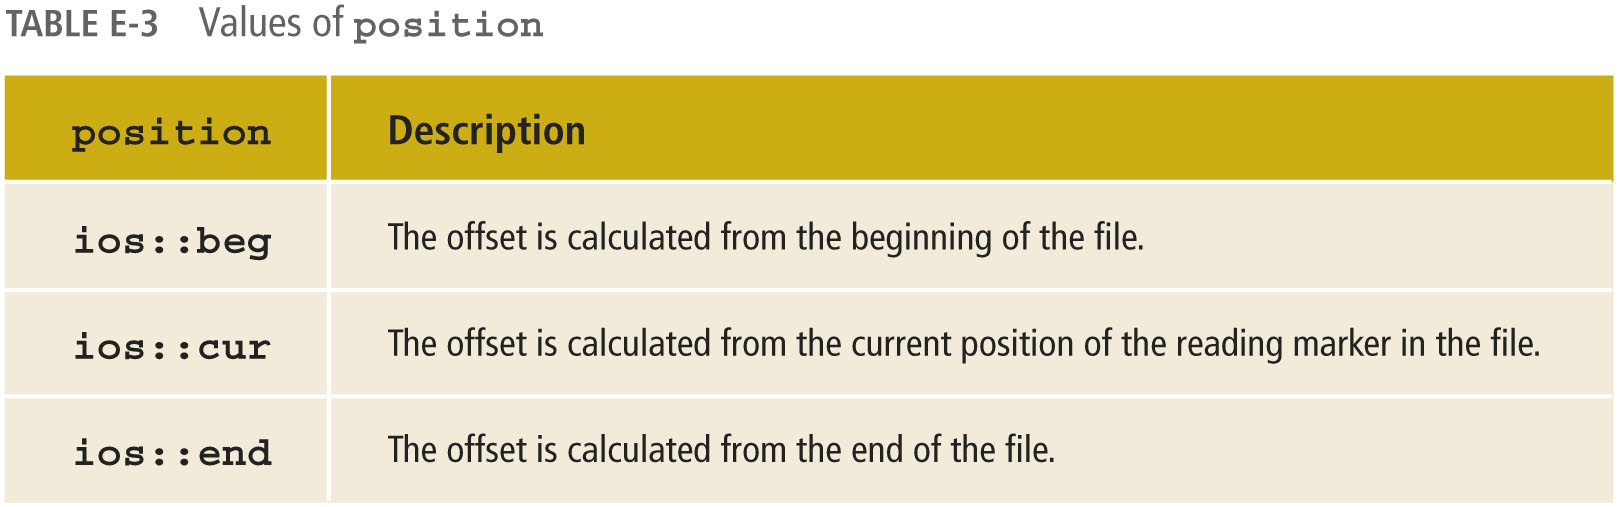 TABLE E-3 Values of position
position Description
ios::beg The offset is calculated from the beginning of the file.
ios::cur The offset is calculated from the current position of the reading marker in the file.
ios::end The offset is calculated from the end of the file.